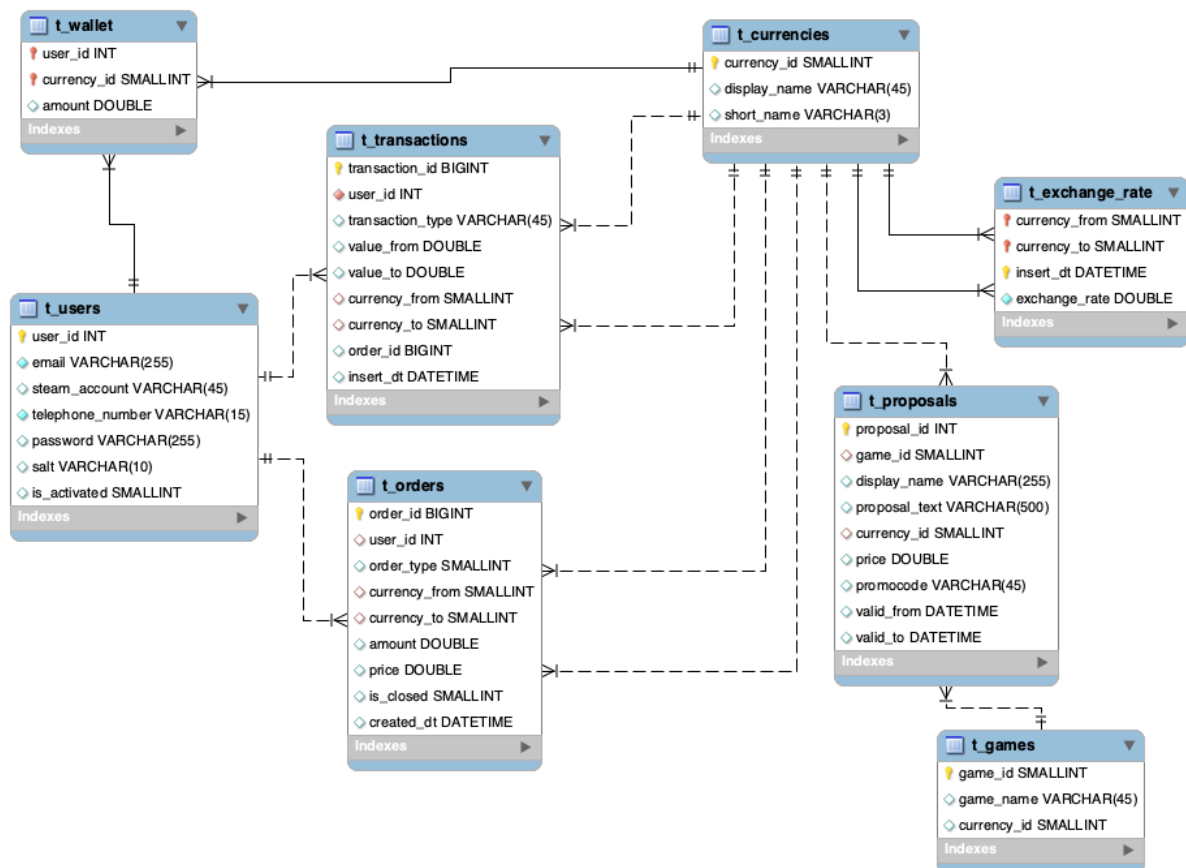 t_wallet
user_id INT
currency_id SMALLINT
amount DOUBLE
Indexes
t_currencies
currency_id SMALLINT
display_name VARCHAR(45)
short_name VARCHAR(3)
Indexes
t_transactions
transaction_id BIGINT
user_id INT
transaction_type VARCHAR(45)
value_from DOUBLE
value_to DOUBLE
currency_from SMALLINT
currency_to SMALLINT
order_id BIGINT
insert_dt DATETIME
Indexes
t_exchange_rate
currency_from SMALLINT
currency_to SMALLINT
insert_dt DATETIME
exchange_rate DOUBLE
Indexes
t_users
user_id INT
email VARCHAR(255)
steam_account VARCHAR(45)
telephone_number VARCHAR(15)
password VARCHAR(255)
salt VARCHAR(10)
is_activated SMALLINT
Indexes
t_orders
order_id BIGINT
user_id INT
order_type SMALLINT
currency_from SMALLINT
currency_to SMALLINT
amount DOUBLE
price DOUBLE
is_closed SMALLINT
created_dt DATETIME
Indexes
t_proposals
proposal_id INT
game_id SMALLINT
display_name VARCHAR(255)
proposal_text VARCHAR(500)
currency_id SMALLINT
price DOUBLE
promocode VARCHAR(45)
valid_from DATETIME
valid_to DATETIME
Indexes
t_games
game_id SMALLINT
game_name VARCHAR(45)
currency_id SMALLINT
Indexes